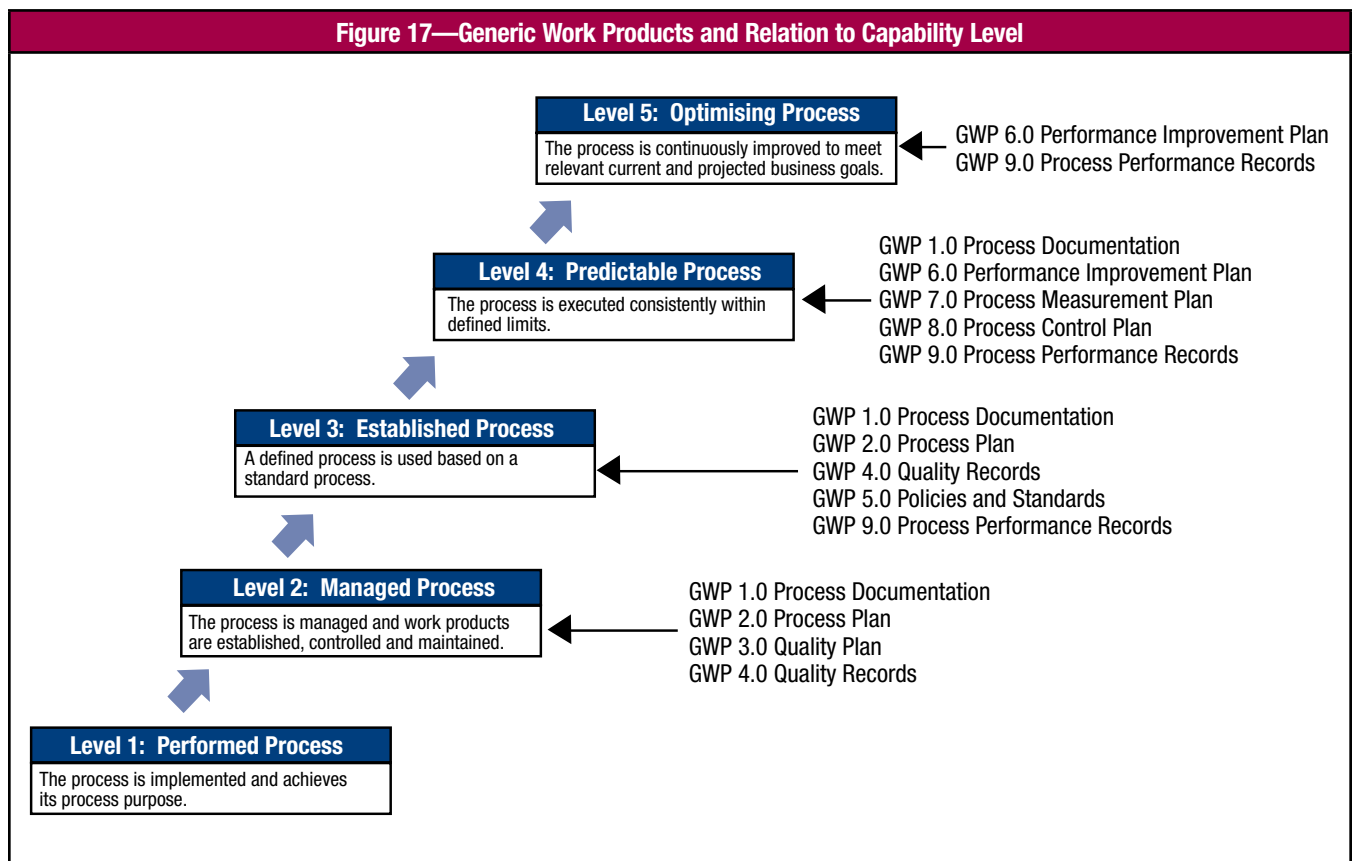 Figure 17—Generic Work Products and Relation to Capability Level
Level 5: Optimising Process
The process is continuously improved to meet
relevant current and projected business goals.
GWP 6.0 Performance Improvement Plan
GWP 9.0 Process Performance Records
Level 4: Predictable Process
The process is executed consistently within
defined limits.
GWP 1.0 Process Documentation
GWP 6.0 Performance Improvement Plan
GWP 7.0 Process Measurement Plan
GWP 8.0 Process Control Plan
GWP 9.0 Process Performance Records
Level 3: Established Process
A defined process is used based on a
standard process.
GWP 1.0 Process Documentation
GWP 2.0 Process Plan
GWP 4.0 Quality Records
GWP 5.0 Policies and Standards
GWP 9.0 Process Performance Records
Level 2: Managed Process
The process is managed and work products
are established, controlled and maintained.
GWP 1.0 Process Documentation
GWP 2.0 Process Plan
GWP 3.0 Quality Plan
GWP 4.0 Quality Records
Level 1: Performed Process
The process is implemented and achieves
its process purpose.